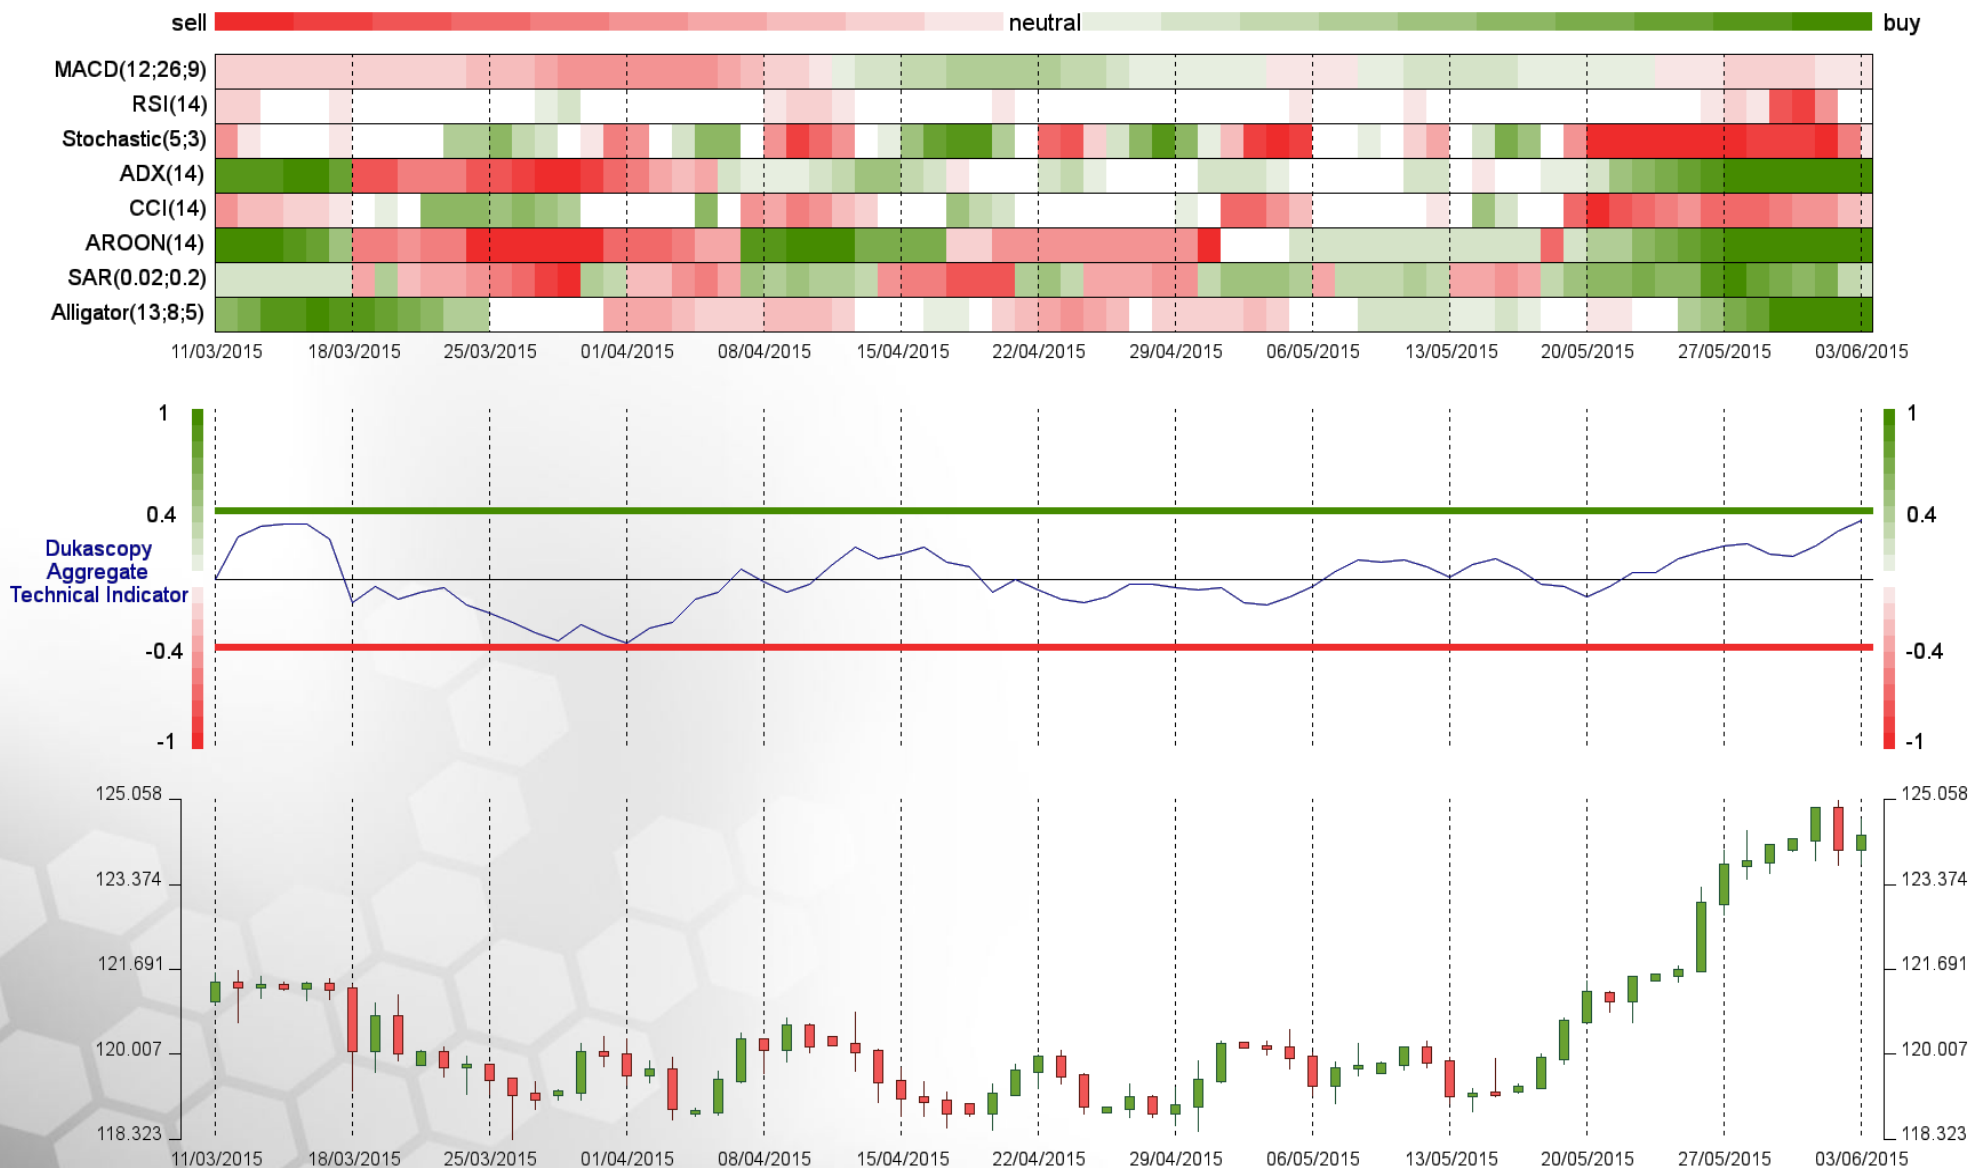 sell neutral buy
MACD(12;26;9)
RSI(14)
Stochastic(5;3)
ADX(14)
CCI(14)
AROON(14)
SAR(0.02;0.2)
Alligator(13;8;5)
11/03/2015 18/03/2015 25/03/2015 01/04/2015 08/04/2015 15/04/2015 22/04/2015 29/04/2015 06/05/2015 13/05/2015 20/05/2015 27/05/2015 03/06/2015
1 1
0.4 0.4
Dukascopy
Aggregate
Technical Indicator
-0.4 -0.4
-1 -1
125.058 125.058
123.374 123.374
121.691 121.691
120.007 120.007
118.323 118.323
11/03/2015 18/03/2015 25/03/2015 01/04/2015 08/04/2015 15/04/2015 22/04/2015 29/04/2015 06/05/2015 13/05/2015 20/05/2015 27/05/2015 03/06/2015